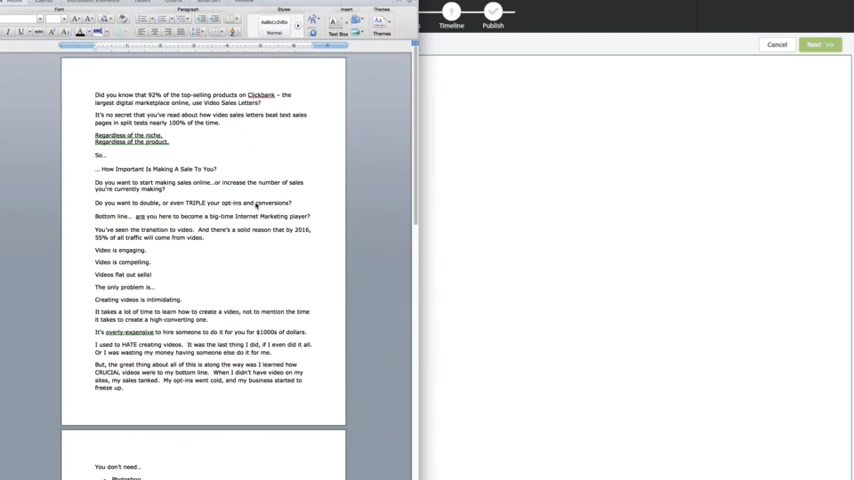 Font
Paragraph
Styles
Insert
Themes
Normal
Text Box
Themes
Timeline
Publish
Cancel
Next >>
Did you know that 92% of the top-selling products on Clickbank – the
largest digital marketplace online, use Video Sales Letters?
It's no secret that you've read about how video sales letters beat text sales
pages in split tests nearly 100% of the time.
Regardless of the niche.
Regardless of the product.
So…
… How Important Is Making A Sale To You?
Do you want to start making sales online…or increase the number of sales
you're currently making?
Do you want to double, or even TRIPLE your opt-ins and conversions?
Bottom line… are you here to become a big-time Internet Marketing player?
You've seen the transition to video. And there's a solid reason that by 2016,
55% of all traffic will come from video.
Video is engaging.
Video is compelling.
Videos flat out sells!
The only problem is…
Creating videos is intimidating.
It takes a lot of time to learn how to create a video, not to mention the time
it takes to create a high-converting one.
It's overly-expensive to hire someone to do it for you for $1000s of dollars.
I used to HATE creating videos. It was the last thing I did, if I even did it all.
Or I was wasting my money having someone else do it for me.
But, the great thing about all of this is along the way was I learned how
CRUCIAL videos were to my bottom line. When I didn't have video on my
sites, my sales tanked. My opt-ins went cold, and my business started to
freeze up.
You don't need…
• Photoshop